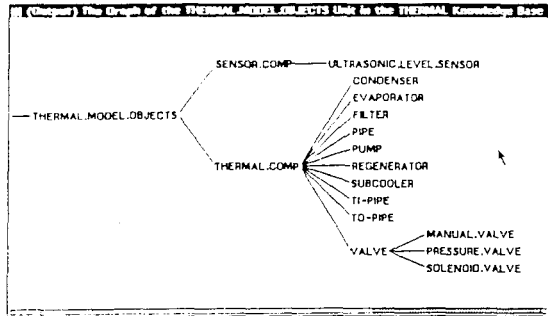 (Output) The Graph of the THERMAL.MODEL.OBJECTS Unit in the THERMAL Knowledge Base
SENSOR.COMP ULTRASONIC.LEVEL.SENSOR
CONDENSER
EVAPORATOR
FILTER
THERMAL.MODEL.OBJECTS
PIPE
PUMP
THERMAL.COMP REGENERATOR
SUBCOOLER
TI-PIPE
TO-PIPE
VALVE
MANUAL.VALVE
PRESSURE.VALVE
SOLENOID.VALVE